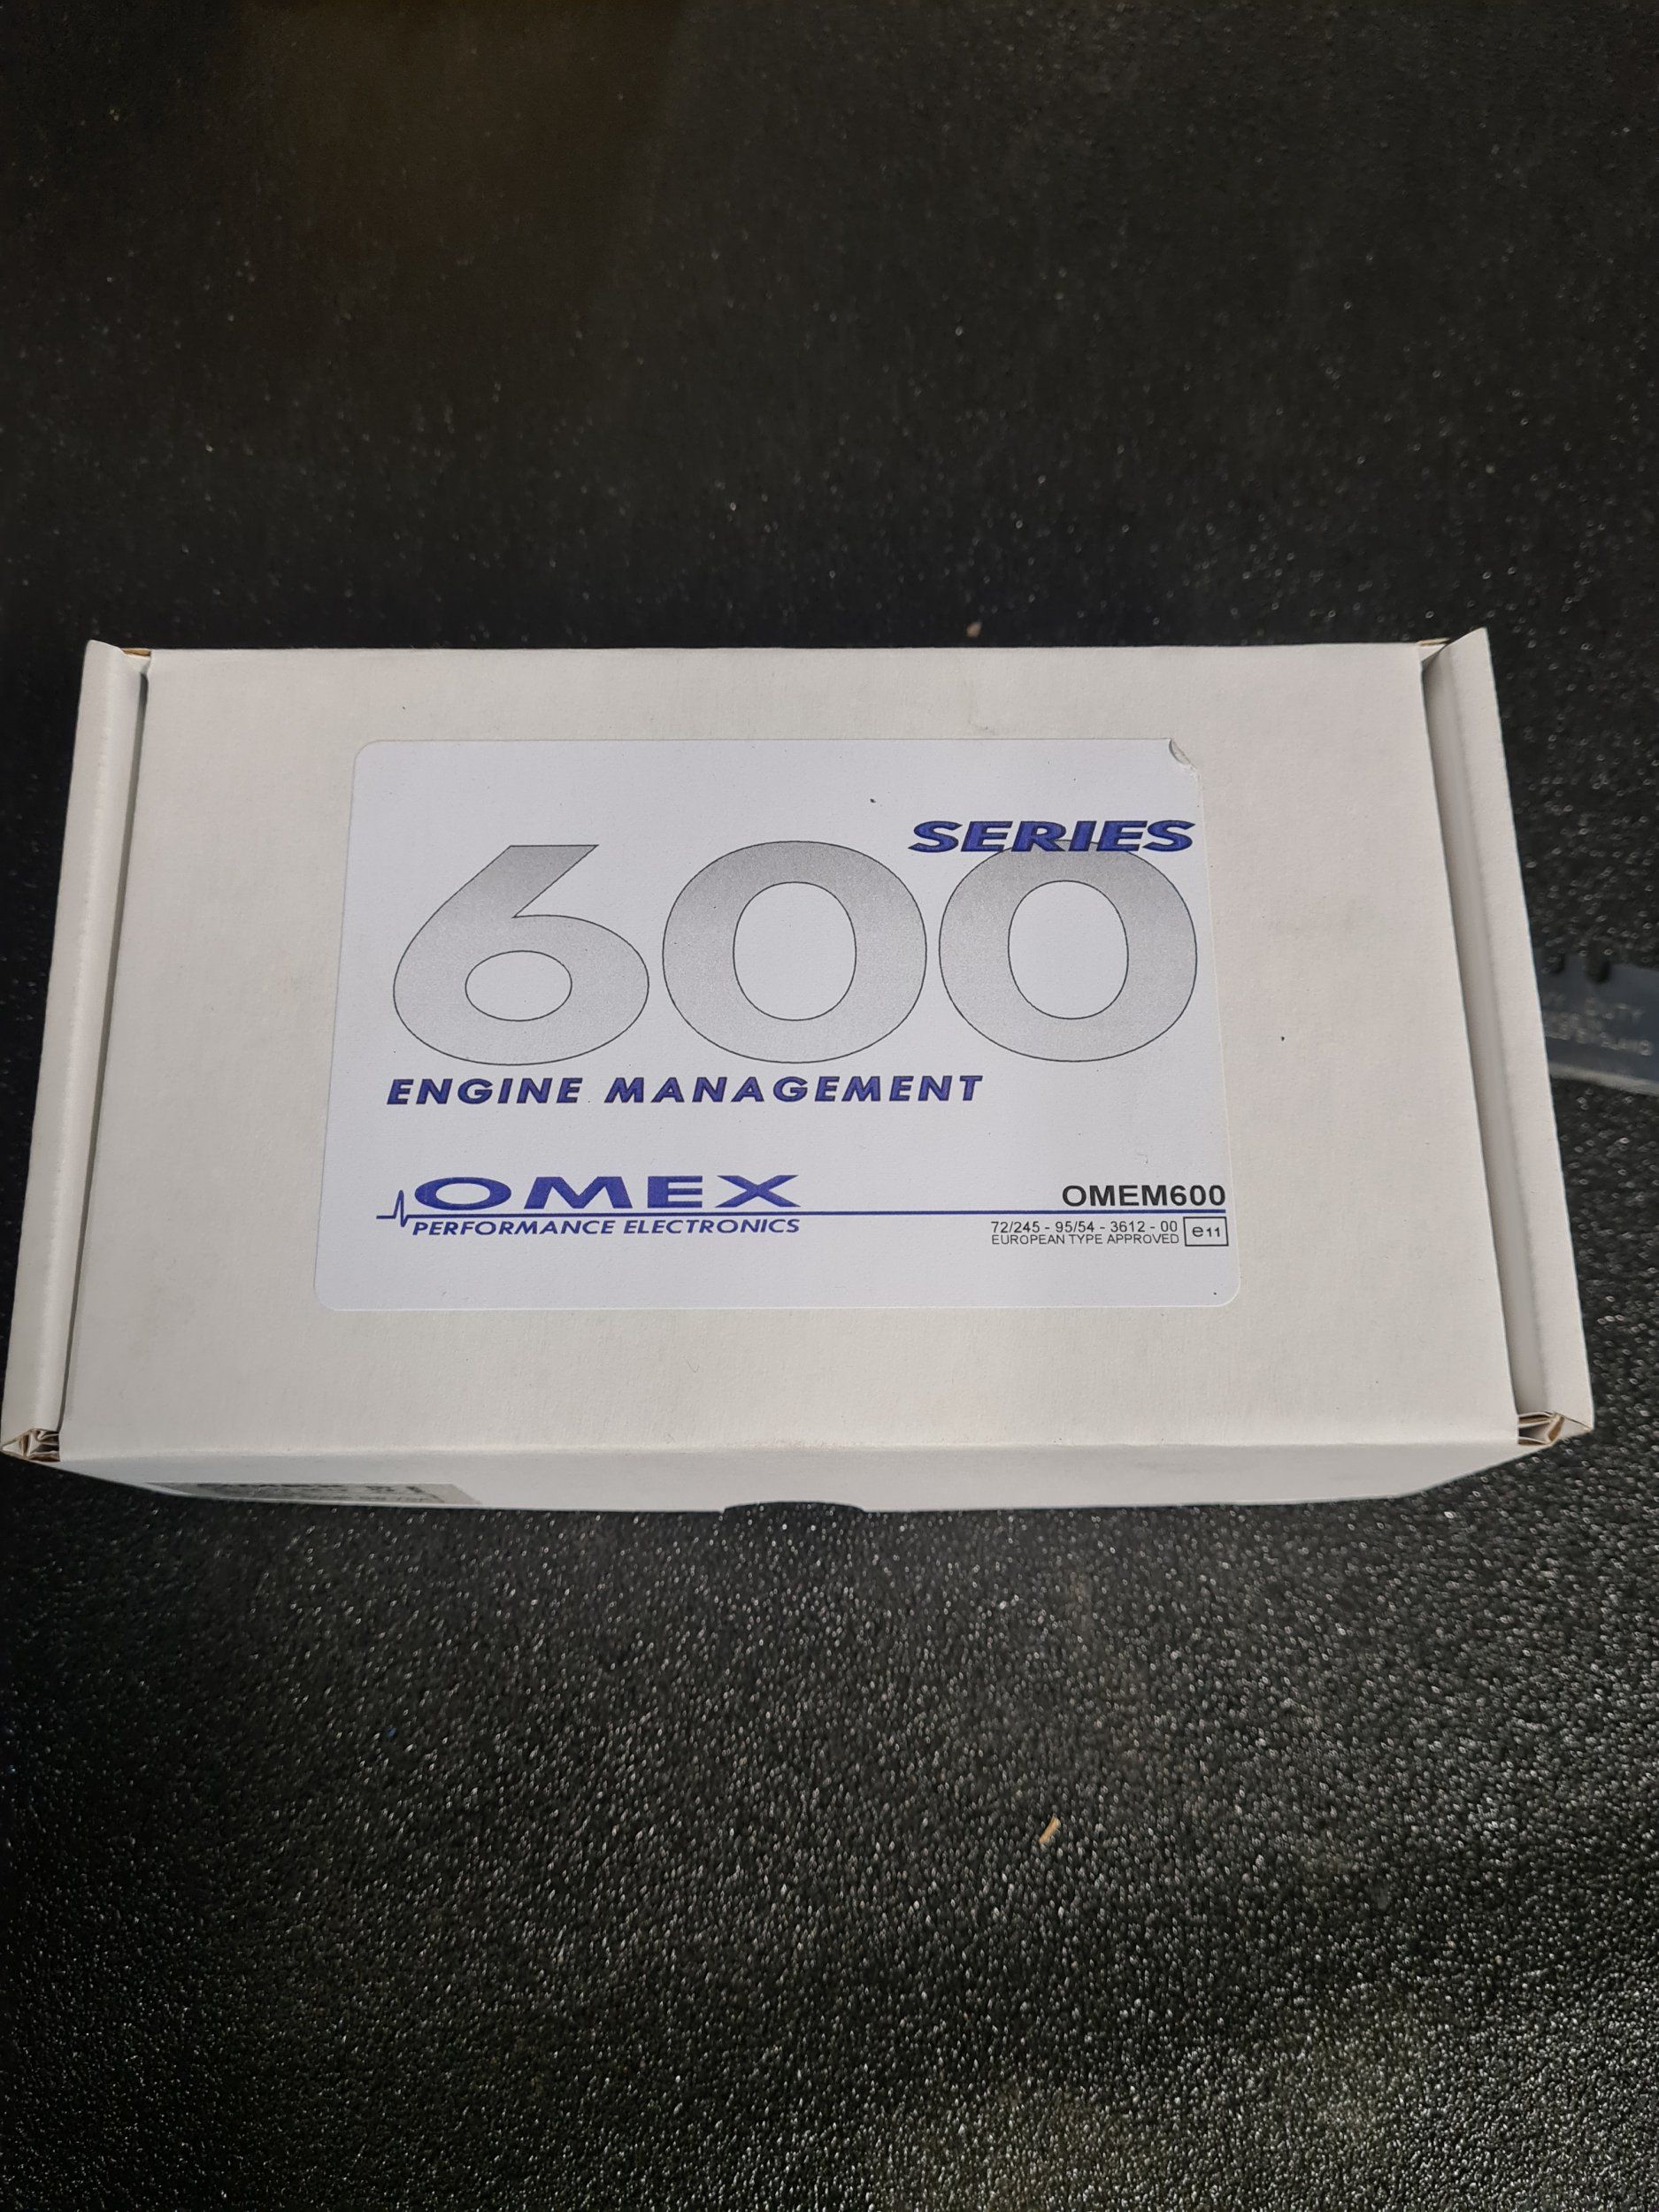 SERIES
600
ENGINE MANAGEMENT
OMEX
PERFORMANCE ELECTRONICS
OMEM600
72/245 - 95/54 - 3612 - 00
EUROPEAN TYPE APPROVED e11